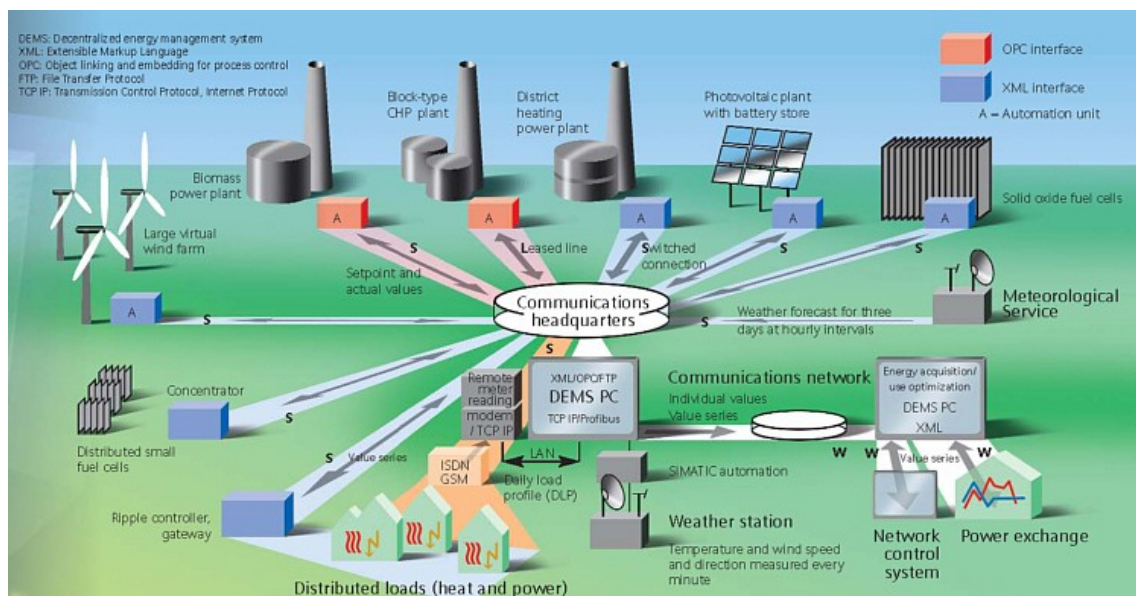 DEMS: Decentralized energy management system
XML: Extensible Markup Language
OPC: Object linking and embedding for process control
FTP: File Transfer Protocol
TCP IP: Transmission Control Protocol, Internet Protocol
OPC interface
XML interface
A – Automation unit
Block-type
CHP plant
District
heating
power plant
Photovoltaic plant
with battery store
Biomass
power plant
Solid oxide fuel cells
A
A
A
A
A
Large virtual
wind farm
S
Leased line
S
Switched
connection
S
S
Setpoint and
actual values
A
S
Communications
headquarters
S
Weather forecast for three
days at hourly intervals
Meteorological
Service
S
Concentrator
S
Distributed small
fuel cells
Remote
meter
reading
modem
/ TCP IP
XML/OPC/FTP
DEMS PC
TCP IP/Profibus
Communications network
Individual values
Value series
Energy acquisition/
use optimization
DEMS PC
XML
W
W
Value series
W
S
Value series
ISDN
GSM
LAN
Daily load
profile (DLP)
SIMATIC automation
Ripple controller,
gateway
Weather station
Temperature and wind speed
and direction measured every
minute
Network
control
system
Power exchange
Distributed loads (heat and power)